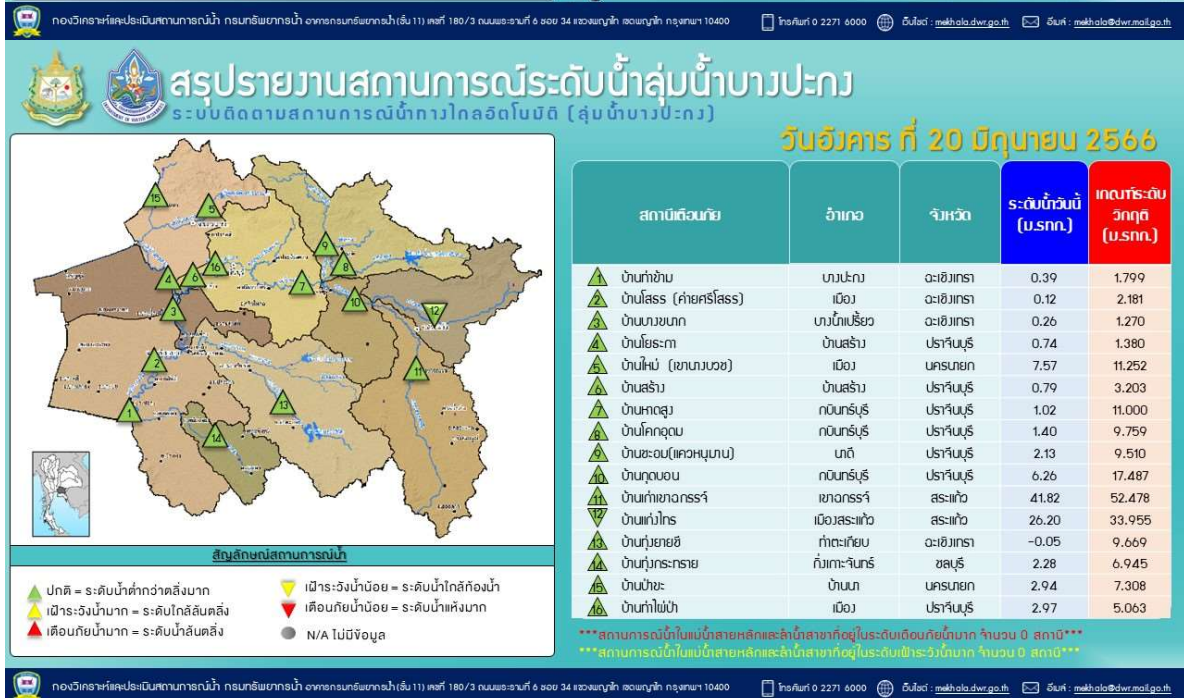 กองวิเคราะห์และประเมินสถานการณ์น้ำ กรมทรัพยากรน้ำ อาคารกรมทรัพยากรน้ำ(ชั้น 11) เลขที่ 180/3 ถนนพระรามที่ 6 ซอย 34 แขวงพญาไท เขตพญาไท กรุงเทพฯ 10400 โทรศัพท์ 0 2271 6000 เว็บไซต์ : mekhala.dwr.go.th อีเมล์ : mekhala@dwr.mail.go.th
สรุปรายงานสถานการณ์ระดับน้ำลุ่มน้ำบางปะกง
ระบบติดตามสถานการณ์น้ำทางไกลอัตโนมัติ (ลุ่มน้ำบางปะกง)
วันอังคาร ที่ 20 มิถุนายน 2566
สถานีเตือนภัย อำเภอ จังหวัด ระดับน้ำวันนี้ (ม.รทก.) เกณฑ์ระดับวิกฤติ (ม.รทก.)
1 บ้านท่าข้าม บางปะกง ฉะเชิงเทรา 0.39 1.799
2 บ้านโสธร (ค่ายศรีโสธร) เมือง ฉะเชิงเทรา 0.12 2.181
3 บ้านบางขนาก บางน้ำเปรี้ยว ฉะเชิงเทรา 0.26 1.270
4 บ้านโยธะกา บ้านสร้าง ปราจีนบุรี 0.74 1.380
5 บ้านใหม่ (เขานางบวช) เมือง นครนายก 7.57 11.252
6 บ้านสร้าง บ้านสร้าง ปราจีนบุรี 0.79 3.203
7 บ้านหาดสูง กบินทร์บุรี ปราจีนบุรี 1.02 11.000
8 บ้านโคกอุดม กบินทร์บุรี ปราจีนบุรี 1.40 9.759
9 บ้านซะอม(แควหนุมาน) นาดี ปราจีนบุรี 2.13 9.510
10 บ้านกุดบอน กบินทร์บุรี ปราจีนบุรี 6.26 17.487
11 บ้านเก่าเขาฉกรรจ์ เขาฉกรรจ์ สระแก้ว 41.82 52.478
12 บ้านแก่งไทร เมืองสระแก้ว สระแก้ว 26.20 33.955
13 บ้านทุ่งยายชี ท่าตะเกียบ ฉะเชิงเทรา -0.05 9.669
14 บ้านทุ่งกระทราย กิ่งเกาะจันทร์ ชลบุรี 2.28 6.945
15 บ้านป่าขะ บ้านนา นครนายก 2.94 7.308
16 บ้านท่าไผ่ป่า เมือง ปราจีนบุรี 2.97 5.063
***สถานการณ์น้ำในแม่น้ำสายหลักและลำน้ำสาขาที่อยู่ในระดับเตือนภัยน้ำมาก จำนวน 0 สถานี***
***สถานการณ์น้ำในแม่น้ำสายหลักและลำน้ำสาขาที่อยู่ในระดับเฝ้าระวังน้ำมาก จำนวน 0 สถานี***
15
5
9
8
16
6
4
7
10
3
12
2
11
1
13
14
สัญลักษณ์สถานการณ์น้ำ
ปกติ = ระดับน้ำต่ำกว่าตลิ่งมาก
เฝ้าระวังน้ำมาก = ระดับใกล้ล้นตลิ่ง
เตือนภัยน้ำมาก = ระดับน้ำล้นตลิ่ง
เฝ้าระวังน้ำน้อย = ระดับน้ำใกล้ท้องน้ำ
เตือนภัยน้ำน้อย = ระดับน้ำแห้งมาก
N/A ไม่มีข้อมูล
กองวิเคราะห์และประเมินสถานการณ์น้ำ กรมทรัพยากรน้ำ อาคารกรมทรัพยากรน้ำ(ชั้น 11) เลขที่ 180/3 ถนนพระรามที่ 6 ซอย 34 แขวงพญาไท เขตพญาไท กรุงเทพฯ 10400 โทรศัพท์ 0 2271 6000 เว็บไซต์ : mekhala.dwr.go.th อีเมล์ : mekhala@dwr.mail.go.th